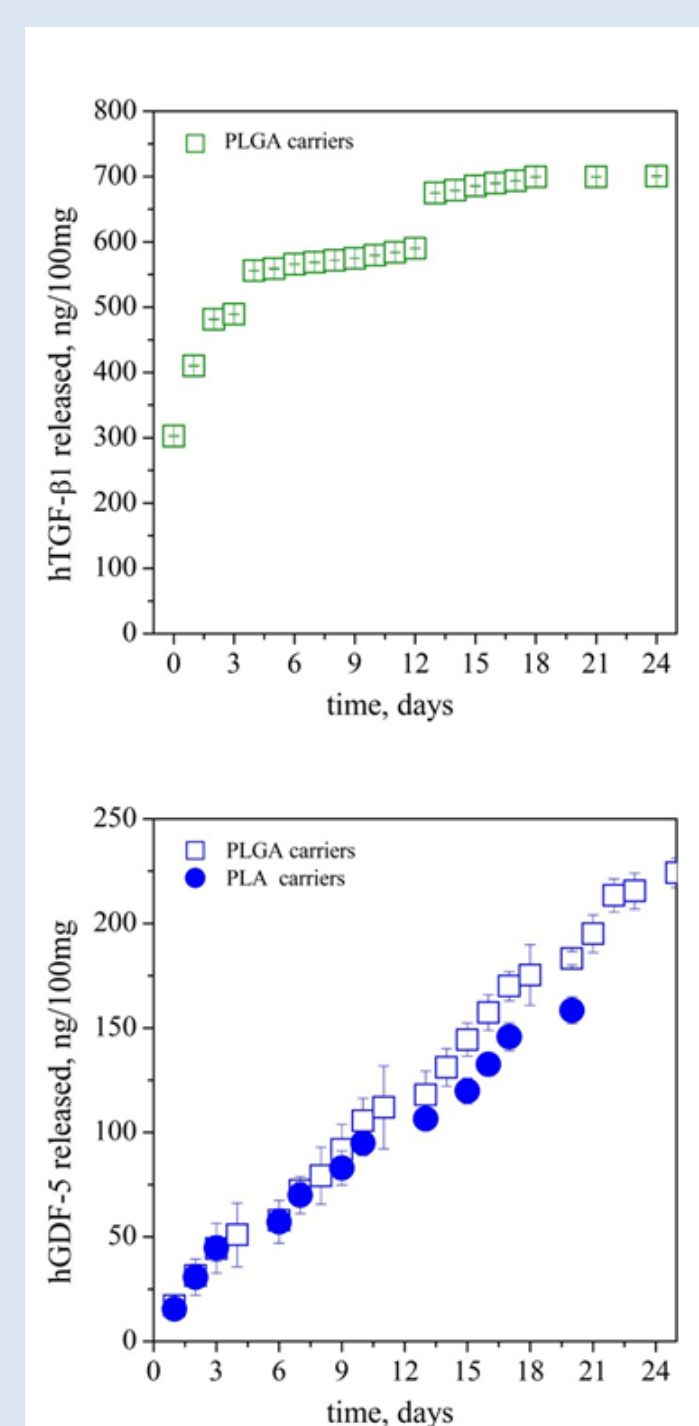 800
700
600
500
400
300
200
100
0
hTGF-β1 released, ng/100mg
PLGA carriers
0 3 6 9 12 15 18 21 24
time, days
250
200
150
100
50
0
hGDF-5 released, ng/100mg
PLGA carriers
PLA carriers
0 3 6 9 12 15 18 21 24
time, days